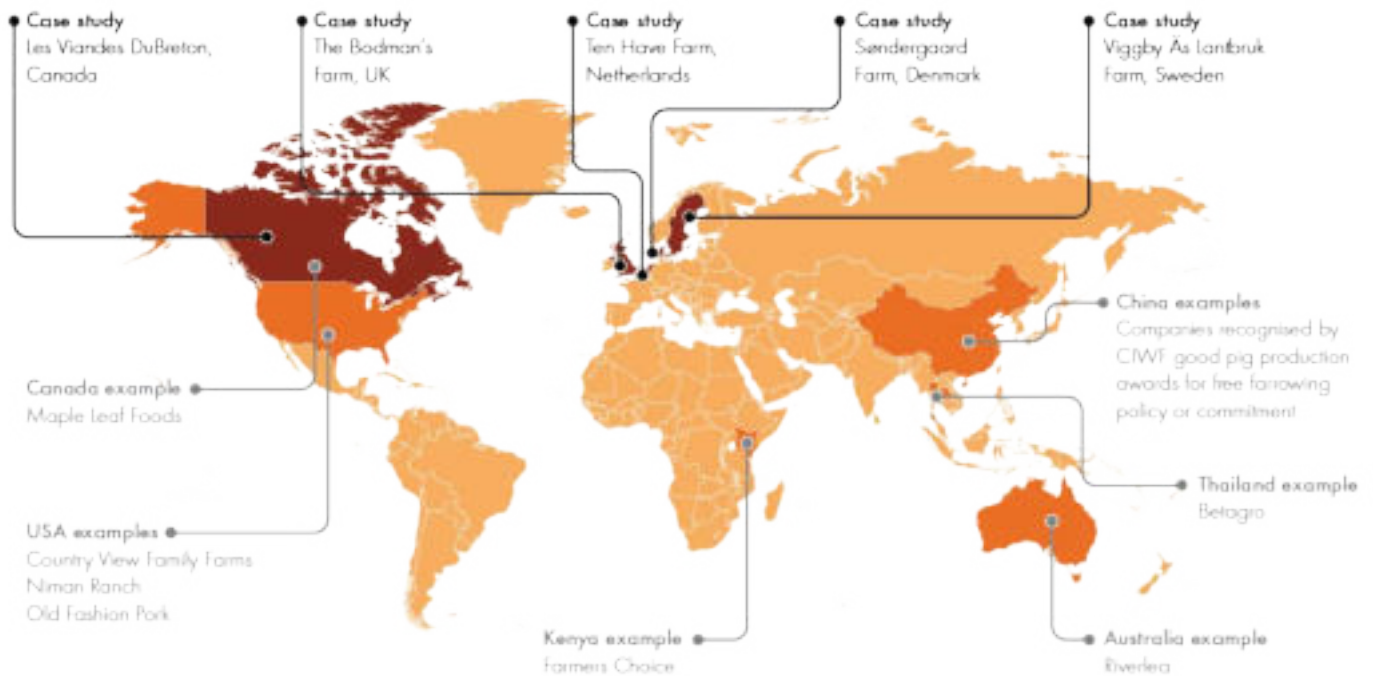 Case study
Les Viandes DuBreton,
Canada
Case study
The Bodman's
Farm, UK
Case study
Ten Have Farm,
Netherlands
Case study
Søndergaard
Farm, Denmark
Case study
Viggby Ås Lantbruk
Farm, Sweden
China examples
Companies recognised by
CIWF good pig production
awards for free farrowing
policy or commitment
Canada example
Maple Leaf Foods
Thailand example
Betagro
USA examples
Country View Family Farms
Niman Ranch
Old Fashion Pork
Kenya example
Farmers Choice
Australia example
Riverlea